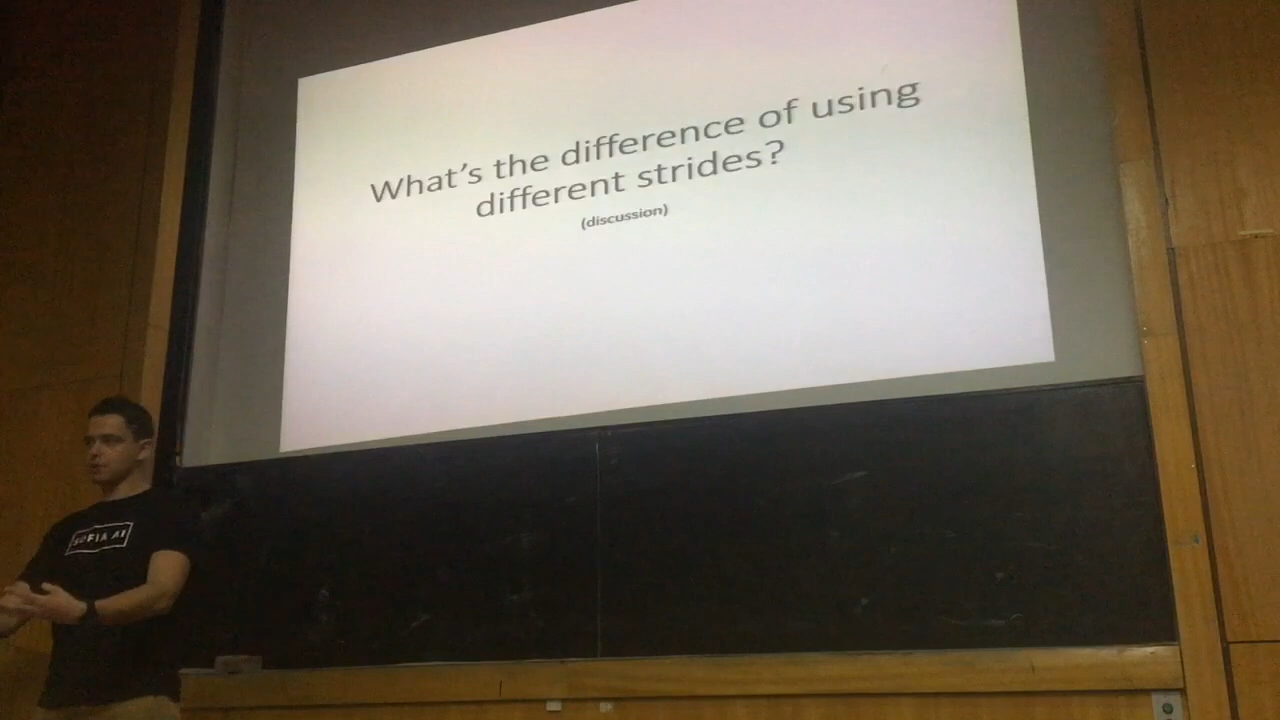 What's the difference of using
different strides?
(discussion)
SOFIA AI